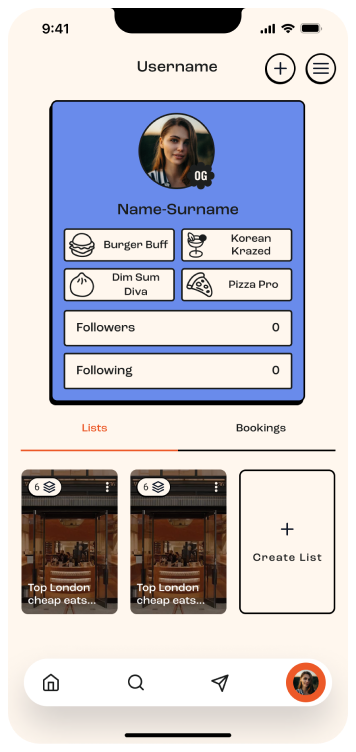 9:41
Username
OG
Name-Surname
Burger Buff
Korean
Krazed
Dim Sum
Diva
Pizza Pro
Followers 0
Following 0
Lists
Bookings
6
6
Top London
cheap eats...
Top London
cheap eats...
Create List